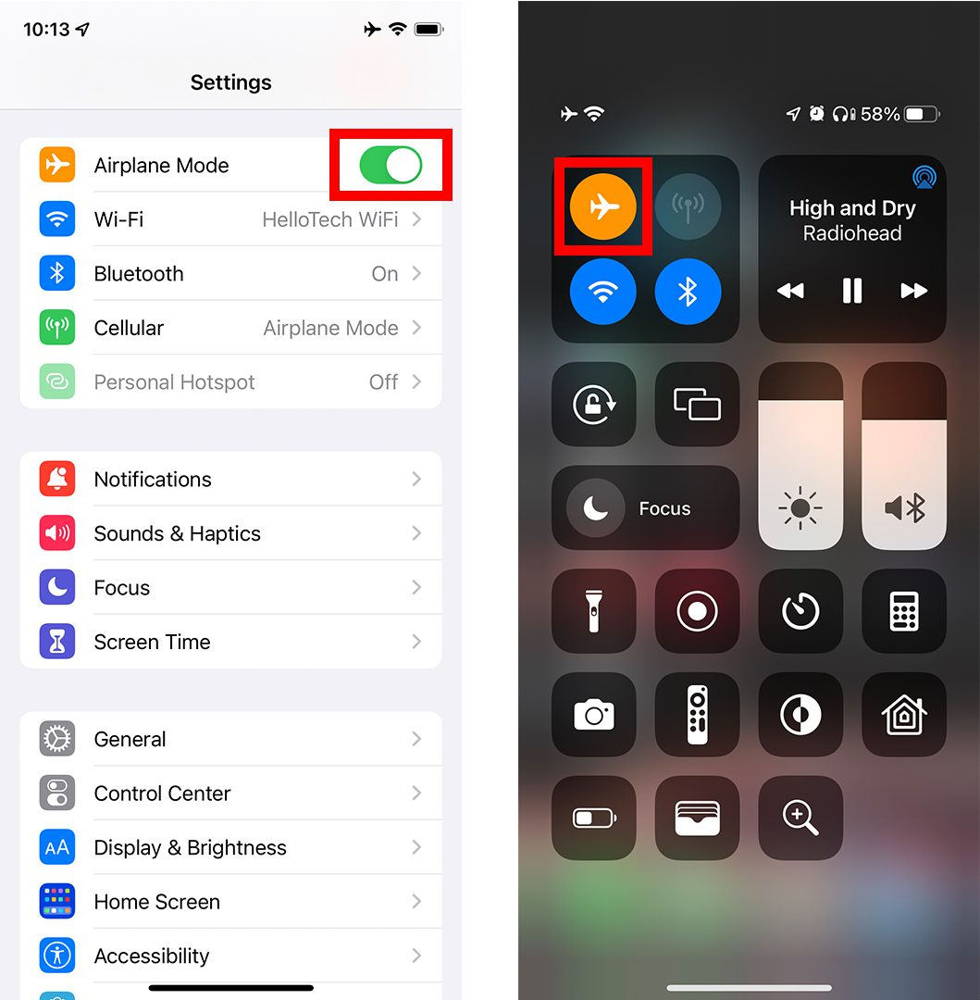 10:13
Settings
Airplane Mode
Wi-Fi HelloTech WiFi
Bluetooth On
Cellular Airplane Mode
Personal Hotspot Off
Notifications
Sounds & Haptics
Focus
Screen Time
General
Control Center
AA Display & Brightness
Home Screen
Accessibility
58%
High and Dry
Radiohead
Focus